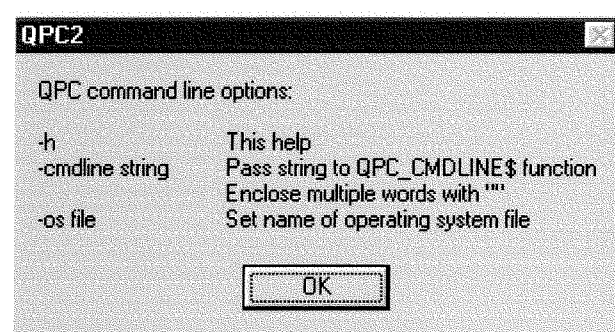 QPC2
QPC command line options:
-h This help
-cmdline string Pass string to QPC_CMDLINE$ function
Enclose multiple words with ""
-os file Set name of operating system file
OK